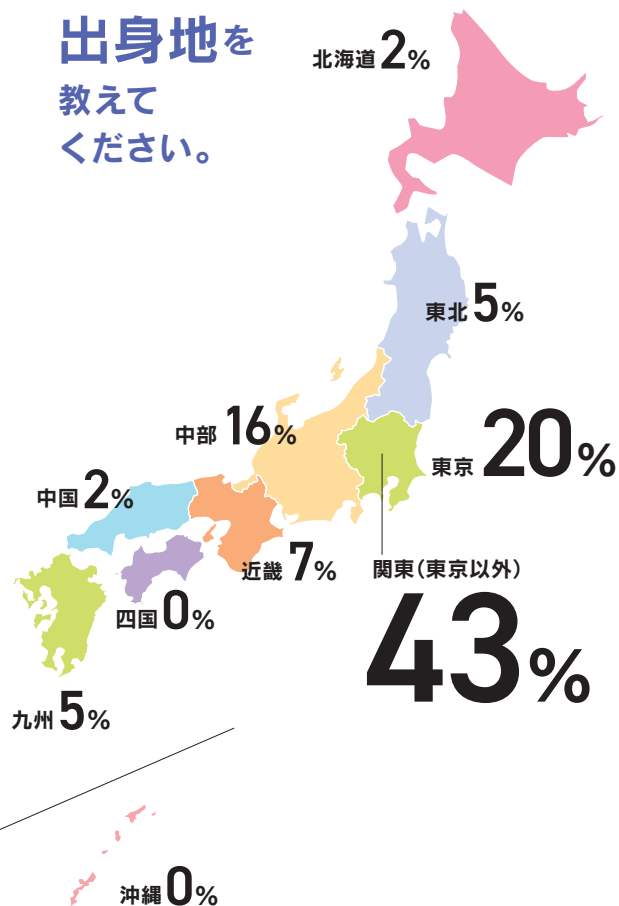 出身地を
教えて
ください。
北海道2%
東北5%
中部16%
東京20%
中国2%
近畿7%
関東(東京以外)
43%
四国0%
九州5%
沖縄0%